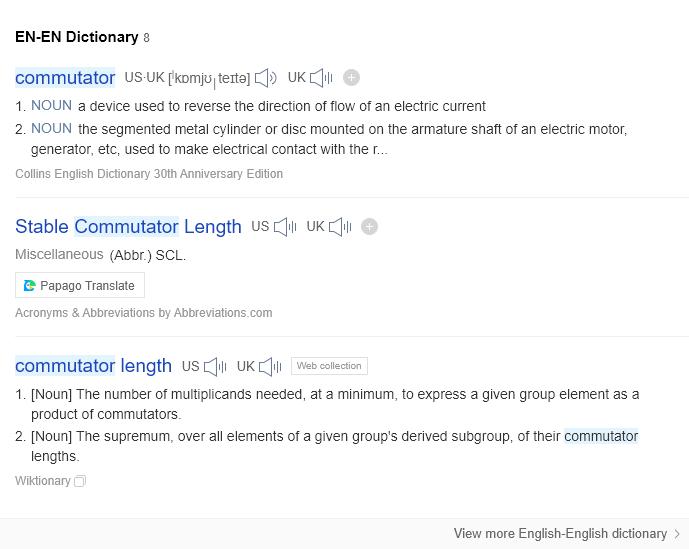 EN-EN Dictionary 8
commutator US·UK [ˈkɒmjʊˌteɪtə] UK
1. NOUN a device used to reverse the direction of flow of an electric current
2. NOUN the segmented metal cylinder or disc mounted on the armature shaft of an electric motor,
generator, etc, used to make electrical contact with the r...
Collins English Dictionary 30th Anniversary Edition
Stable Commutator Length US UK
Miscellaneous (Abbr.) SCL.
Papago Translate
Acronyms & Abbreviations by Abbreviations.com
commutator length US UK Web collection
1. [Noun] The number of multiplicands needed, at a minimum, to express a given group element as a
product of commutators.
2. [Noun] The supremum, over all elements of a given group's derived subgroup, of their commutator
lengths.
Wiktionary
View more English-English dictionary